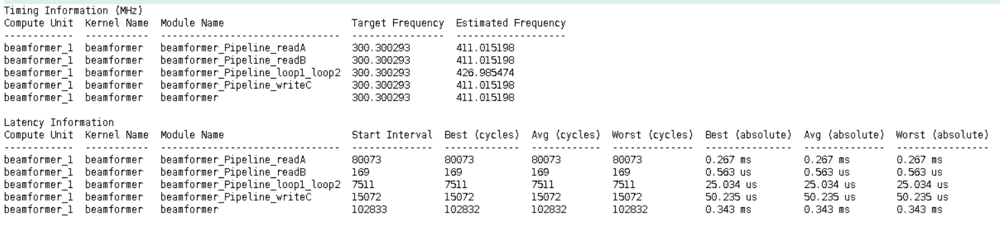 Timing Information (MHz)
Compute Unit  Kernel Name  Module Name                      Target Frequency  Estimated Frequency
------------  -----------  -------------------------------  ----------------  -------------------
beamformer_1  beamformer   beamformer_Pipeline_readA        300.300293        411.015198
beamformer_1  beamformer   beamformer_Pipeline_readB        300.300293        411.015198
beamformer_1  beamformer   beamformer_Pipeline_loop1_loop2  300.300293        426.985474
beamformer_1  beamformer   beamformer_Pipeline_writeC       300.300293        411.015198
beamformer_1  beamformer   beamformer                       300.300293        411.015198
Latency Information
Compute Unit  Kernel Name  Module Name                      Start Interval  Best (cycles)  Avg (cycles)  Worst (cycles)  Best (absolute)  Avg (absolute)  Worst (absolute)
------------  -----------  -------------------------------  --------------  -------------  ------------  --------------  ---------------  --------------  ----------------
beamformer_1  beamformer   beamformer_Pipeline_readA        80073           80073          80073         80073           0.267 ms         0.267 ms        0.267 ms
beamformer_1  beamformer   beamformer_Pipeline_readB        169             169            169           169             0.563 us         0.563 us        0.563 us
beamformer_1  beamformer   beamformer_Pipeline_loop1_loop2  7511            7511           7511          7511            25.034 us        25.034 us       25.034 us
beamformer_1  beamformer   beamformer_Pipeline_writeC       15072           15072          15072         15072           50.235 us        50.235 us       50.235 us
beamformer_1  beamformer   beamformer                       102833          102832         102832        102832          0.343 ms         0.343 ms        0.343 ms